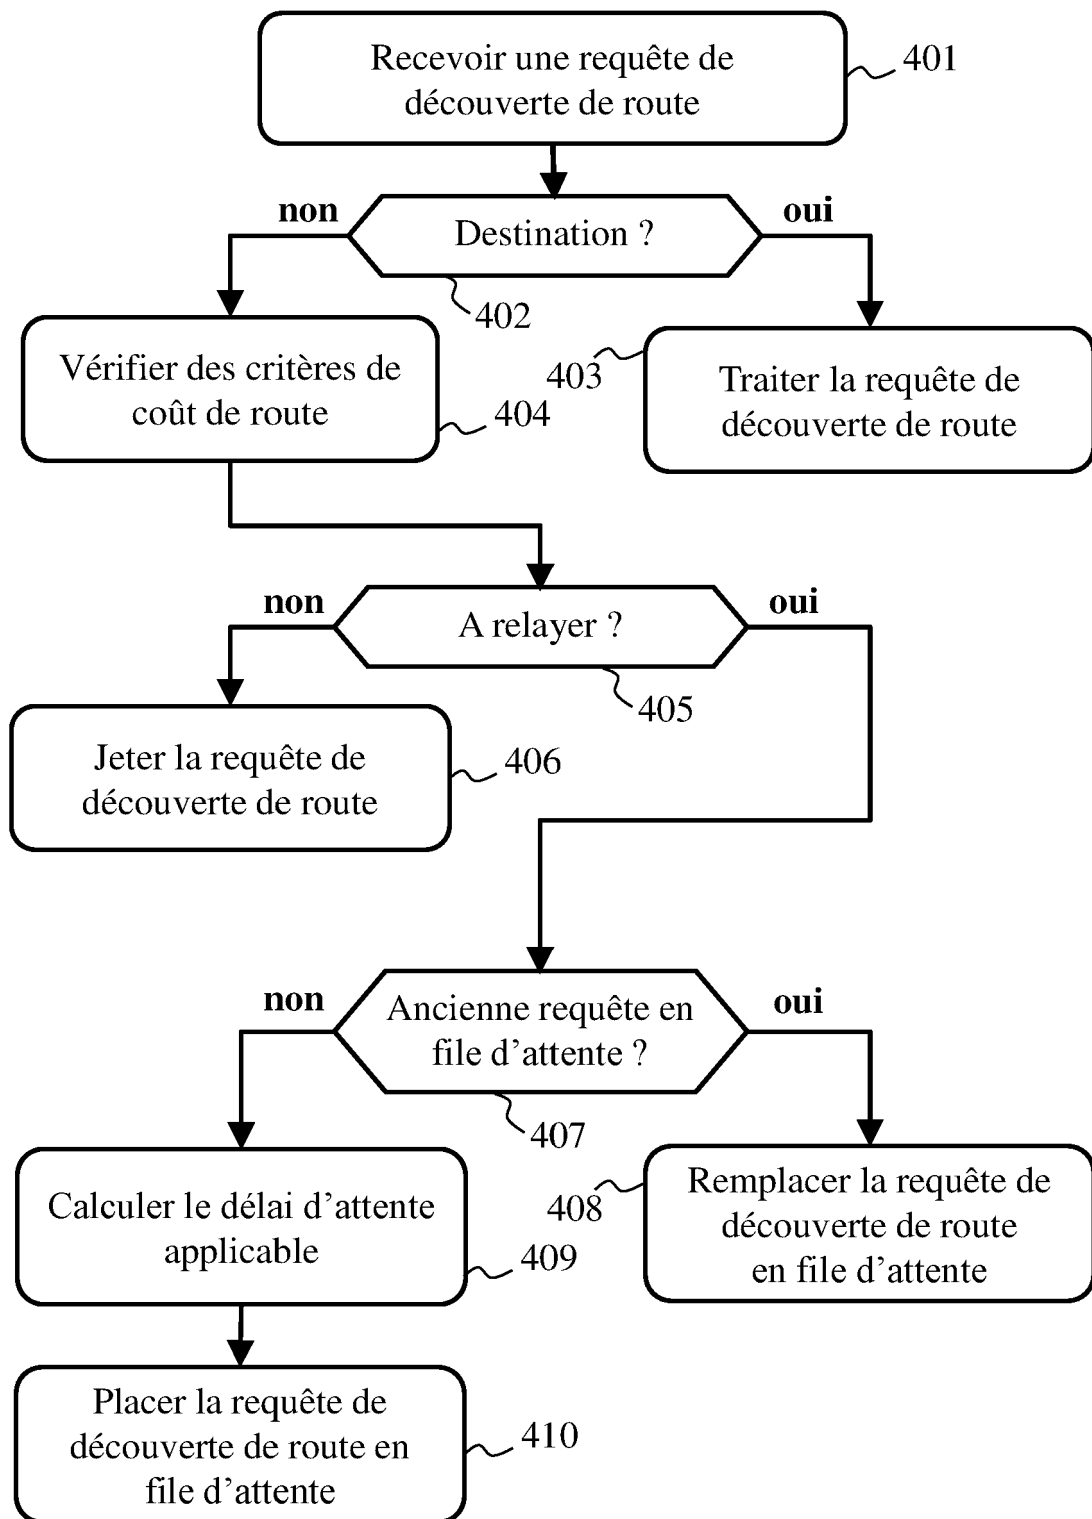 Recevoir une requête de
découverte de route
401
non
oui
Destination ?
402
Vérifier des critères de
coût de route
404
403
Traiter la requête de
découverte de route
non
oui
A relayer ?
405
Jeter la requête de
découverte de route
406
non
oui
Ancienne requête en
file d’attente ?
407
Calculer le délai d’attente
applicable
409
408
Remplacer la requête de
découverte de route
en file d’attente
Placer la requête de
découverte de route en
file d’attente
410